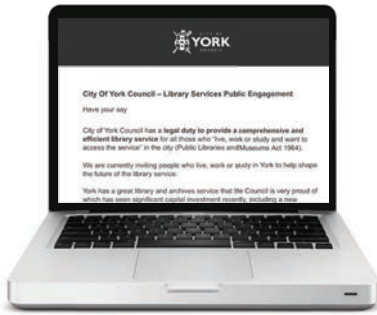 CITY OF
YORK
COUNCIL
City Of York Council – Library Services Public Engagement
Have your say
City of York Council has a legal duty to provide a comprehensive and
efficient library service for all those who "live, work or study and want to
access the service" in the city (Public Libraries andMuseums Act 1964).
We are currently inviting people who live, work or study in York to help shape
the future of the library service.
York has a great library and archives service that the Council is very proud of
which has seen significant capital investment recently, including a new